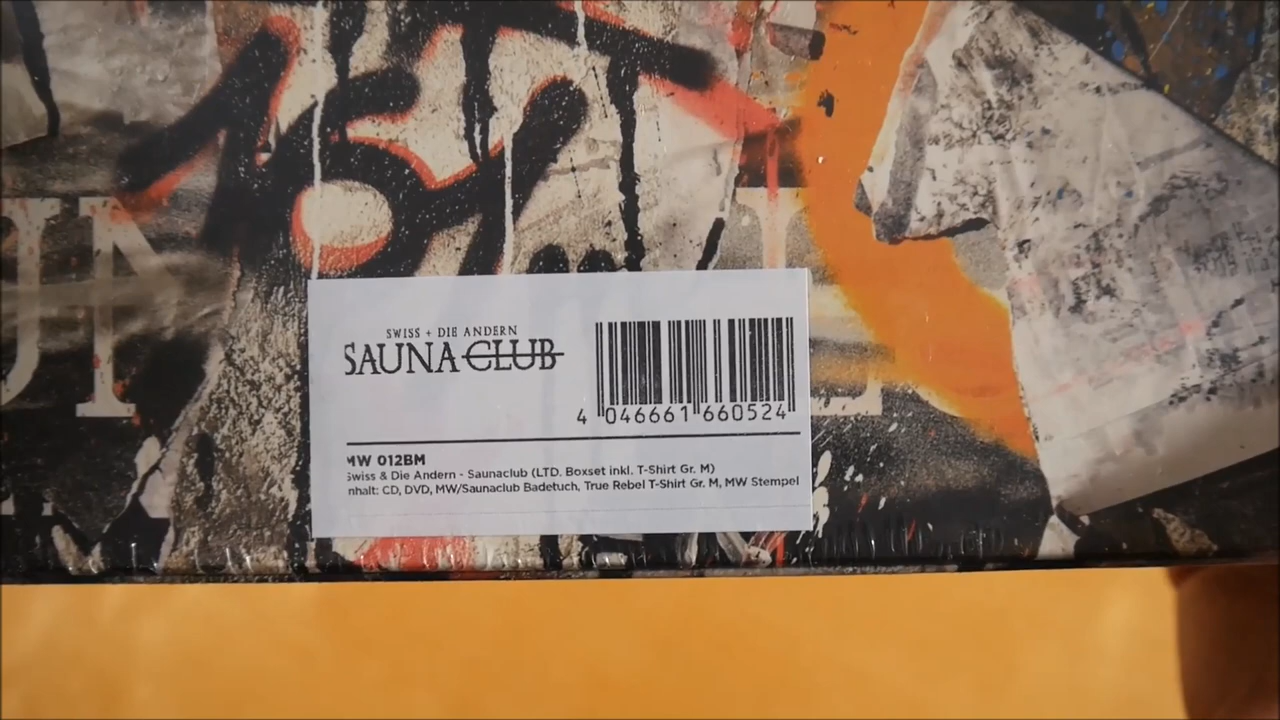 SWISS + DIE ANDERN
SAUNA CLUB
4 046661 660524
MW 012BM
Swiss & Die Andern - Saunaclub (LTD. Boxset inkl. T-Shirt Gr. M)
nhalt: CD, DVD, MW/Saunaclub Badetuch, True Rebel T-Shirt Gr. M, MW Stempel